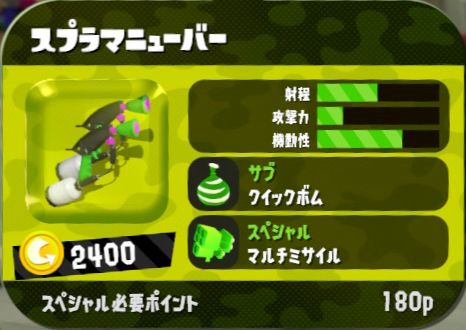 スプラマニューバー
射程
攻撃力
機動性
サブ
クイックボム
スペシャル
マルチミサイル
2400
スペシャル必要ポイント 180p